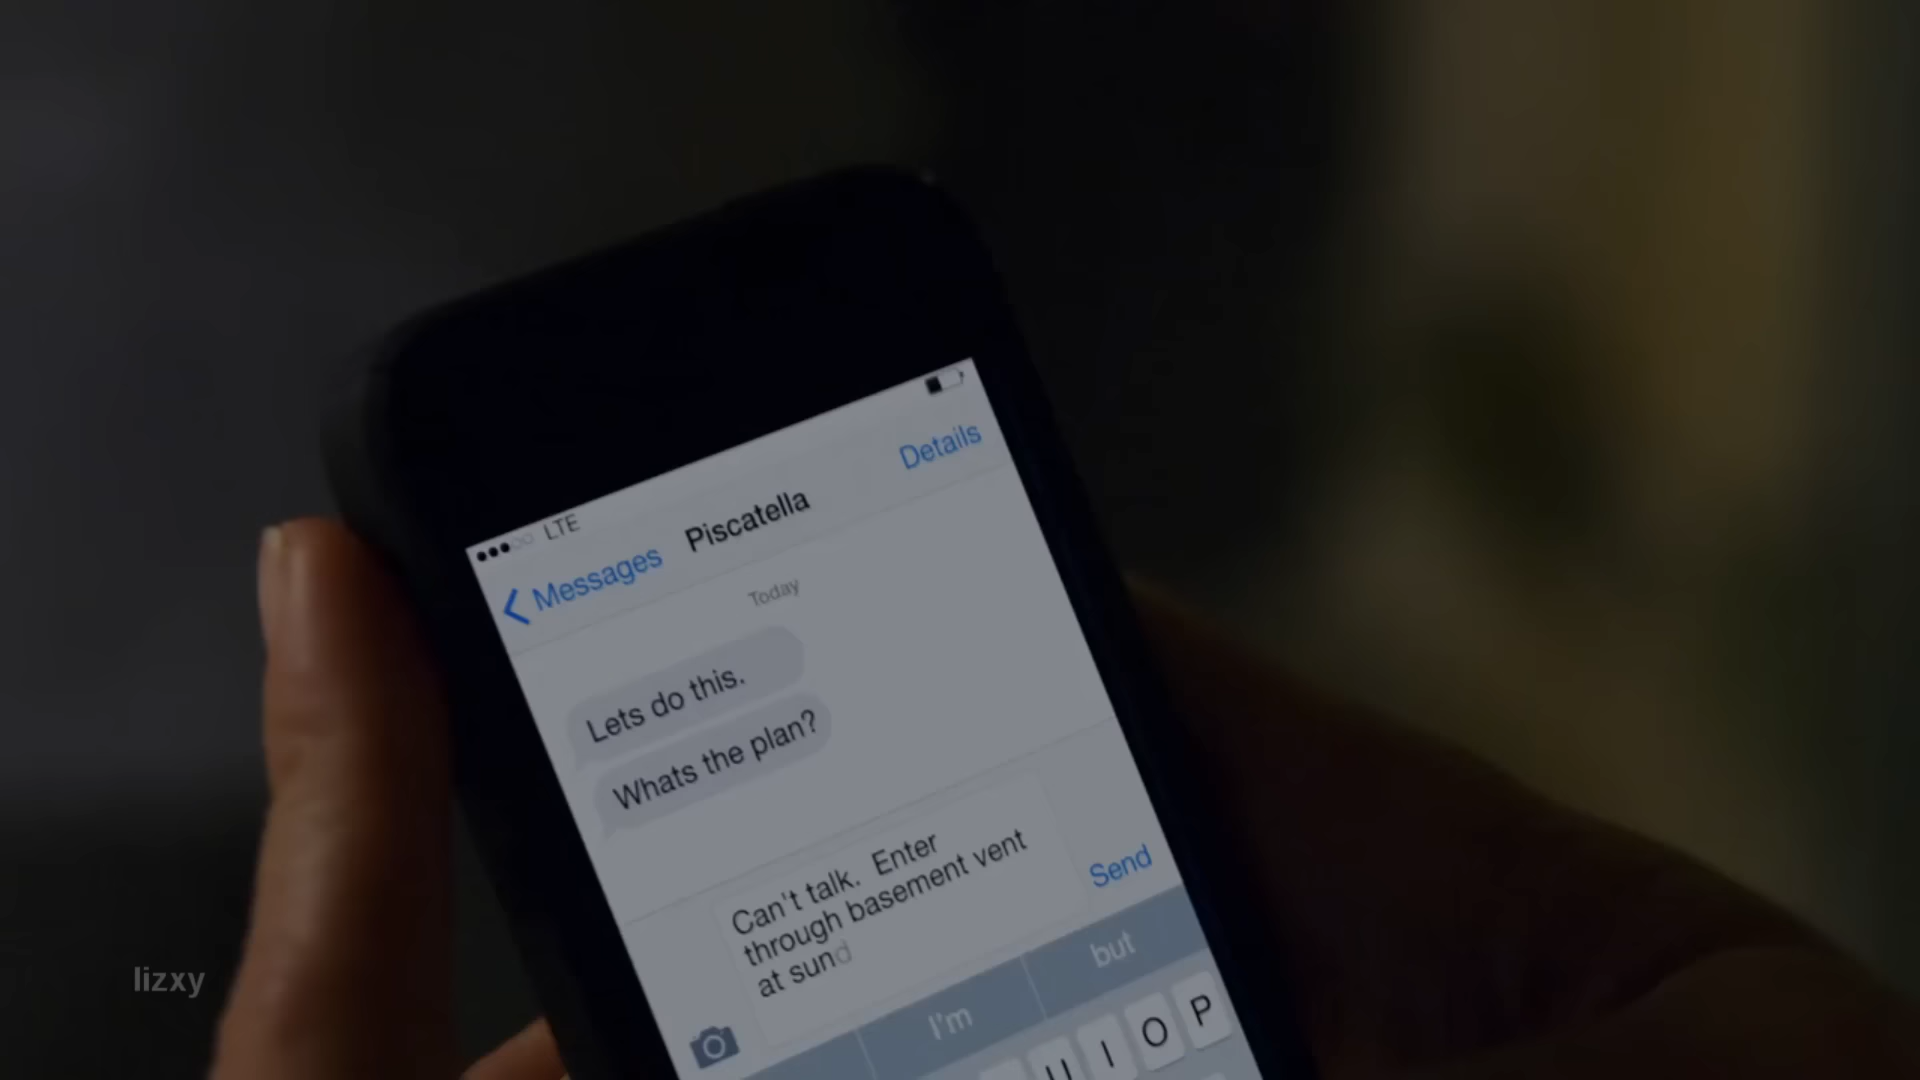 LTE
Messages
Piscatella
Details
Today
Lets do this.
Whats the plan?
Can't talk.  Enter
through basement vent
at sund
Send
I'm
but
U I O P
lizxy